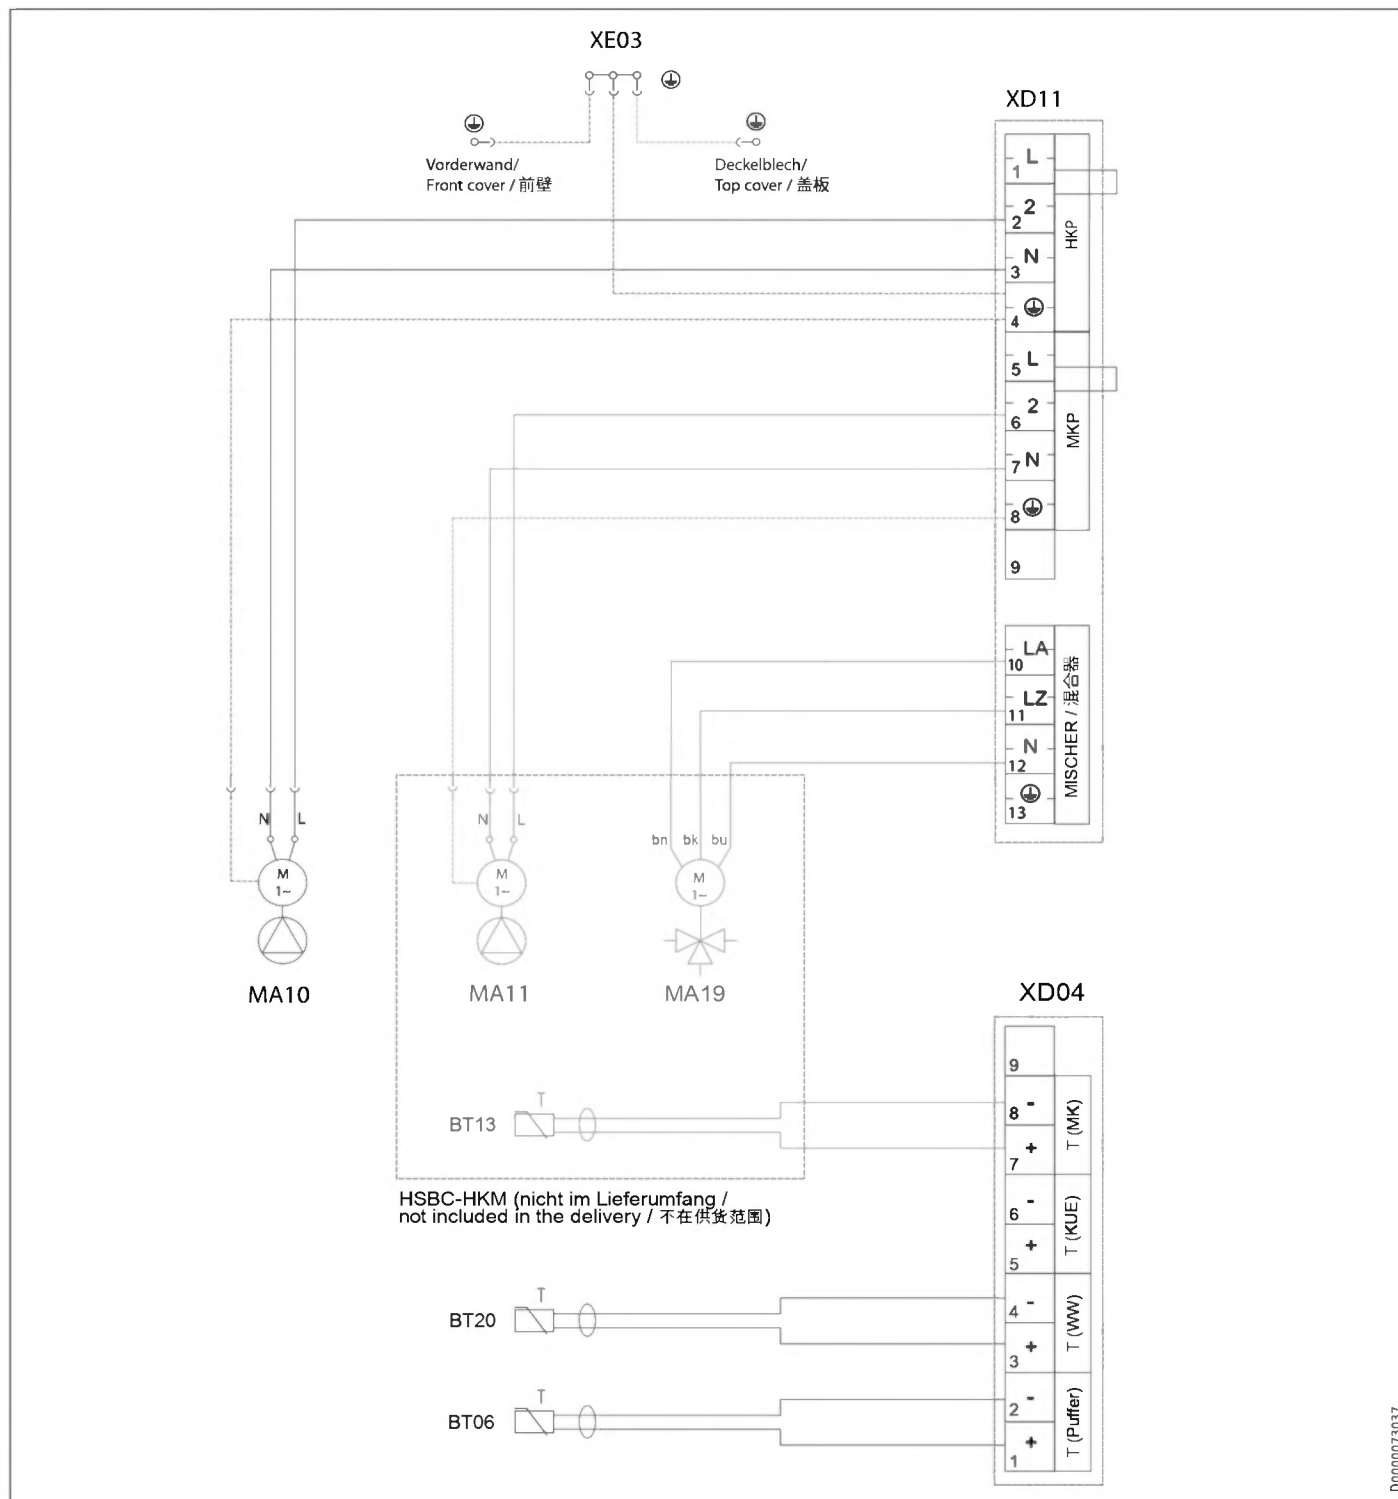 XE03
XD11
Vorderwand/
Front cover / 前壁
Deckelblech/
Top cover / 盖板
L
1
2
2
N
3
4
HKP
L
5
2
6
N
7
8
MKP
9
LA
10
LZ
11
N
12
13
MISCHER / 混合器
N
L
N
L
bn
bk
bu
M
1~
M
1~
M
1~
MA10
MA11
MA19
XD04
9
8 -
7 +
T (MK)
6 -
5 +
T (KUE)
4 -
3 +
T (WW)
2 -
1 +
T (Puffer)
T
BT13
HSBC-HKM (nicht im Lieferumfang /
not included in the delivery / 不在供货范围)
T
BT20
T
BT06
D0000073037